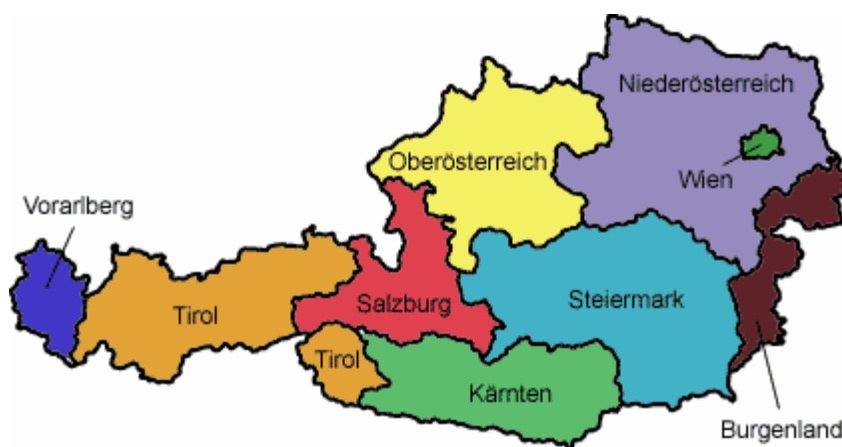 Niederösterreich
Oberösterreich
Wien
Vorarlberg
Salzburg
Steiermark
Tirol
Tirol
Kärnten
Burgenland